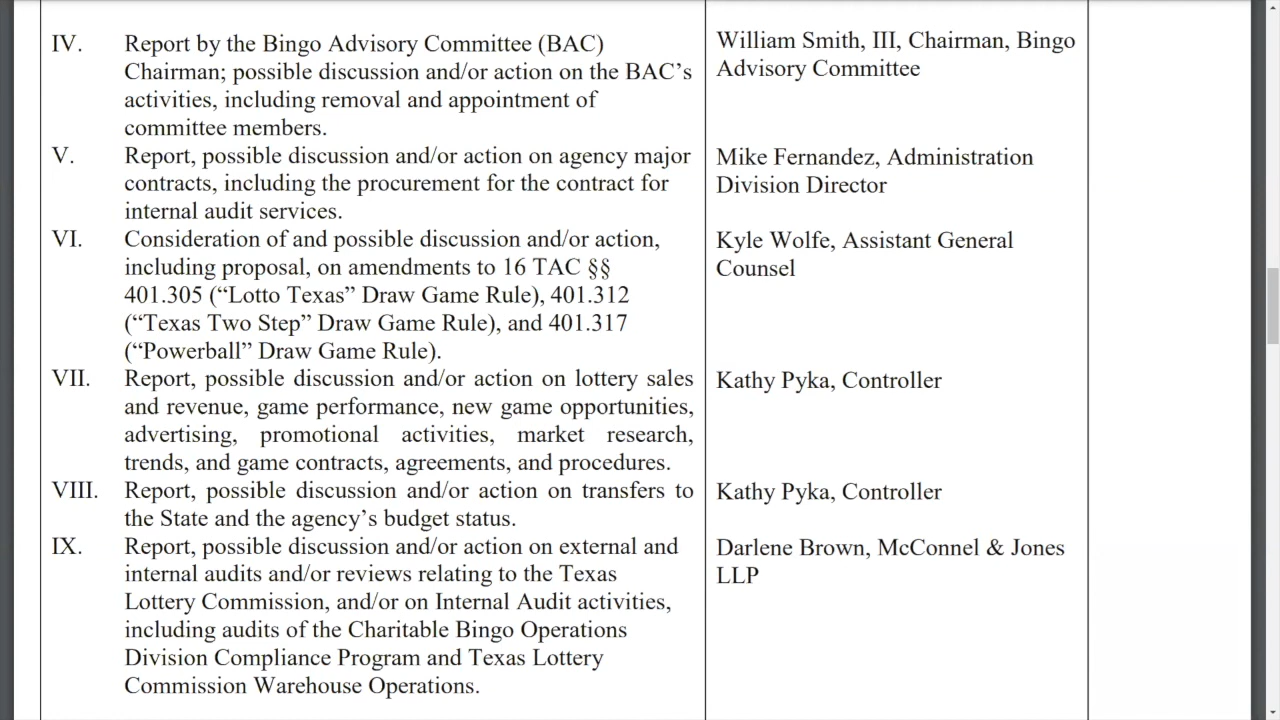 IV. Report by the Bingo Advisory Committee (BAC)
Chairman; possible discussion and/or action on the BAC’s
activities, including removal and appointment of
committee members.
William Smith, III, Chairman, Bingo
Advisory Committee
V. Report, possible discussion and/or action on agency major
contracts, including the procurement for the contract for
internal audit services.
Mike Fernandez, Administration
Division Director
VI. Consideration of and possible discussion and/or action,
including proposal, on amendments to 16 TAC §§
401.305 (“Lotto Texas” Draw Game Rule), 401.312
(“Texas Two Step” Draw Game Rule), and 401.317
(“Powerball” Draw Game Rule).
Kyle Wolfe, Assistant General
Counsel
VII. Report, possible discussion and/or action on lottery sales
and revenue, game performance, new game opportunities,
advertising, promotional activities, market research,
trends, and game contracts, agreements, and procedures.
Kathy Pyka, Controller
VIII. Report, possible discussion and/or action on transfers to
the State and the agency’s budget status.
Kathy Pyka, Controller
IX. Report, possible discussion and/or action on external and
internal audits and/or reviews relating to the Texas
Lottery Commission, and/or on Internal Audit activities,
including audits of the Charitable Bingo Operations
Division Compliance Program and Texas Lottery
Commission Warehouse Operations.
Darlene Brown, McConnel & Jones
LLP